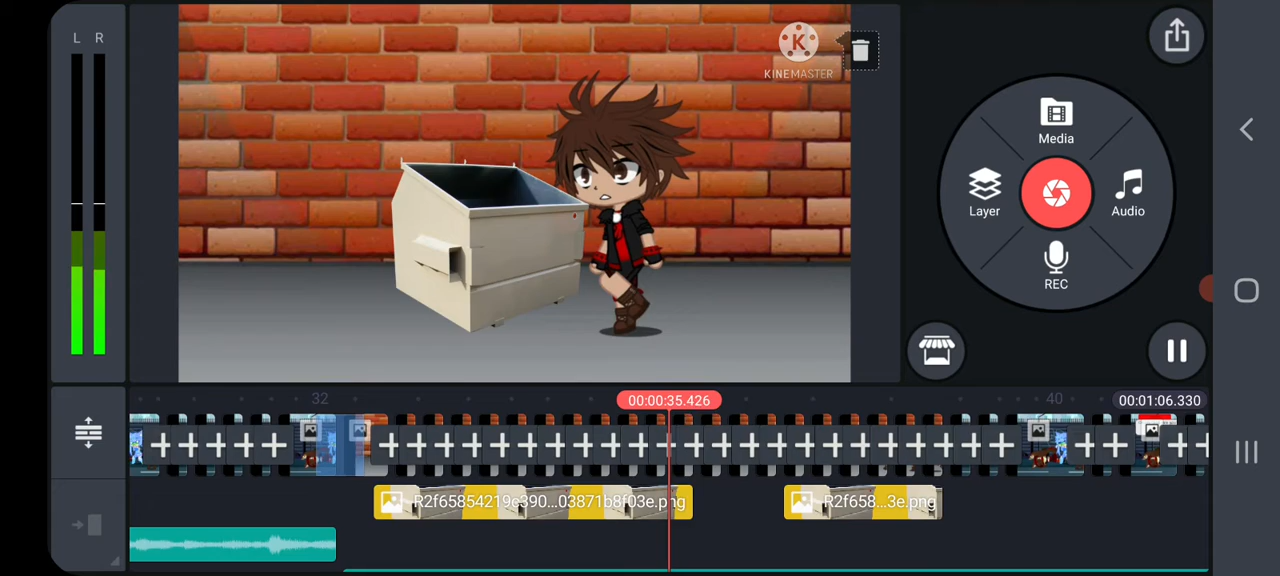 L R
KINEMASTER
Media
Layer
Audio
REC
32
00:00:35.426
40
00:01:06.330
R2f65854219c390...03871b8f03e.png
R2f658...3e.png